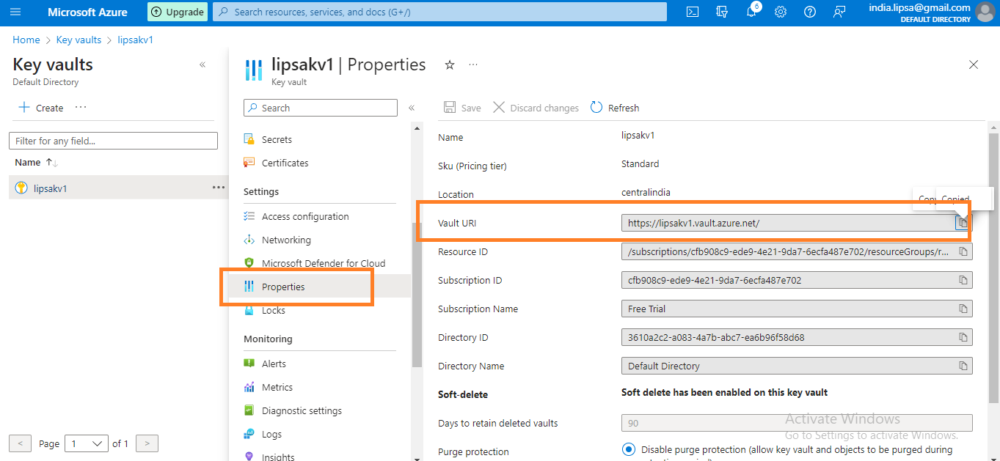 Microsoft Azure
Upgrade
Search resources, services, and docs (G+/)
6
india.lipsa@gmail.com
DEFAULT DIRECTORY
Home > Key vaults > lipsakv1
Key vaults
Default Directory
+ Create ...
Filter for any field...
Name ↑↓
lipsakv1 ...
< Page 1 of 1 >
lipsakv1 | Properties
Key vault
Search
Secrets
Certificates
Settings
Access configuration
Networking
Microsoft Defender for Cloud
Properties
Locks
Monitoring
Alerts
Metrics
Diagnostic settings
Logs
Insights
Save Discard changes Refresh
Name lipsakv1
Sku (Pricing tier) Standard
Location centralindia
Copy Copied
Vault URI https://lipsakv1.vault.azure.net/
Resource ID /subscriptions/cfb908c9-ede9-4e21-9da7-6ecfa487e702/resourceGroups/r...
Subscription ID cfb908c9-ede9-4e21-9da7-6ecfa487e702
Subscription Name Free Trial
Directory ID 3610a2c2-a083-4a7b-abc7-ea6b96f58d68
Directory Name Default Directory
Soft-delete Soft delete has been enabled on this key vault
Days to retain deleted vaults 90
Activate Windows
Go to Settings to activate Windows.
Purge protection Disable purge protection (allow key vault and objects to be purged during